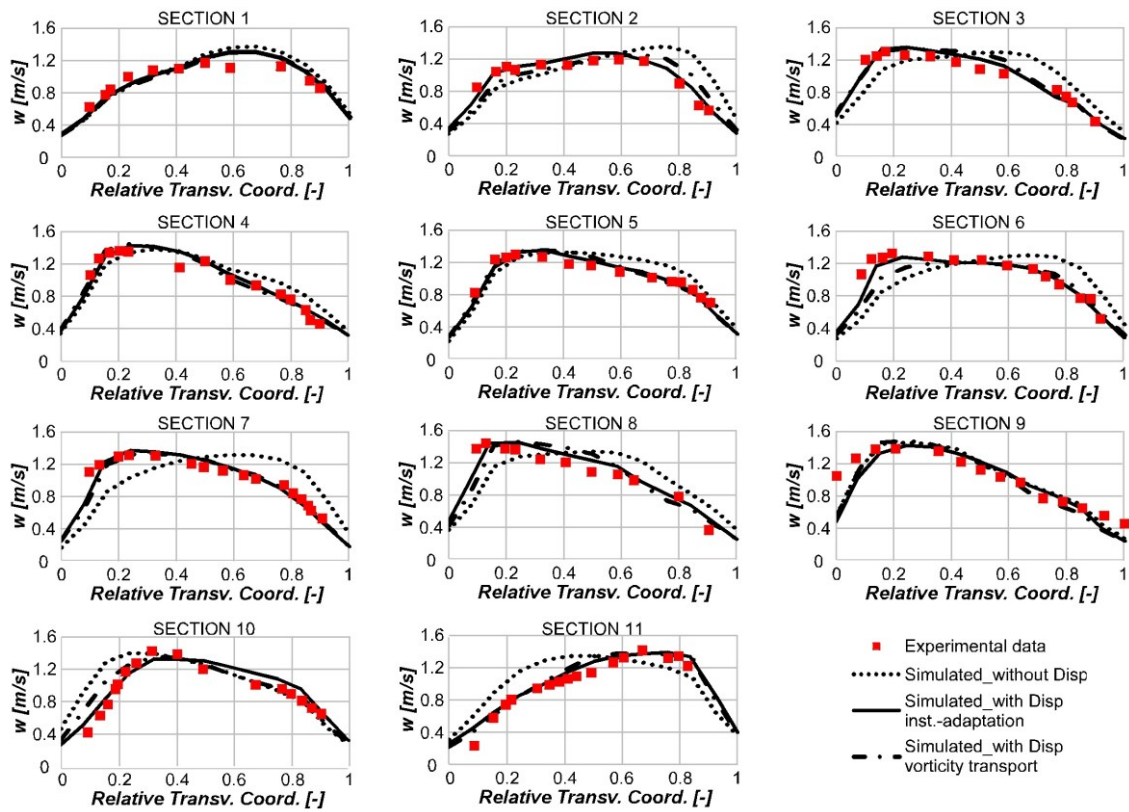 SECTION 1
SECTION 2
SECTION 3
w [m/s]
1.6
1.2
0.8
0.4
0
0 0.2 0.4 0.6 0.8 1
Relative Transv. Coord. [-]
w [m/s]
1.6
1.2
0.8
0.4
0
0 0.2 0.4 0.6 0.8 1
Relative Transv. Coord. [-]
w [m/s]
1.6
1.2
0.8
0.4
0
0 0.2 0.4 0.6 0.8 1
Relative Transv. Coord. [-]
SECTION 4
SECTION 5
SECTION 6
w [m/s]
1.6
1.2
0.8
0.4
0
0 0.2 0.4 0.6 0.8 1
Relative Transv. Coord. [-]
w [m/s]
1.6
1.2
0.8
0.4
0
0 0.2 0.4 0.6 0.8 1
Relative Transv. Coord. [-]
w [m/s]
1.6
1.2
0.8
0.4
0
0 0.2 0.4 0.6 0.8 1
Relative Transv. Coord. [-]
SECTION 7
SECTION 8
SECTION 9
w [m/s]
1.6
1.2
0.8
0.4
0
0 0.2 0.4 0.6 0.8 1
Relative Transv. Coord. [-]
w [m/s]
1.6
1.2
0.8
0.4
0
0 0.2 0.4 0.6 0.8 1
Relative Transv. Coord. [-]
w [m/s]
1.6
1.2
0.8
0.4
0
0 0.2 0.4 0.6 0.8 1
Relative Transv. Coord. [-]
SECTION 10
SECTION 11
w [m/s]
1.6
1.2
0.8
0.4
0
0 0.2 0.4 0.6 0.8 1
Relative Transv. Coord. [-]
w [m/s]
1.6
1.2
0.8
0.4
0
0 0.2 0.4 0.6 0.8 1
Relative Transv. Coord. [-]
Experimental data
Simulated_without Disp
Simulated_with Disp
inst.-adaptation
Simulated_with Disp
vorticity transport